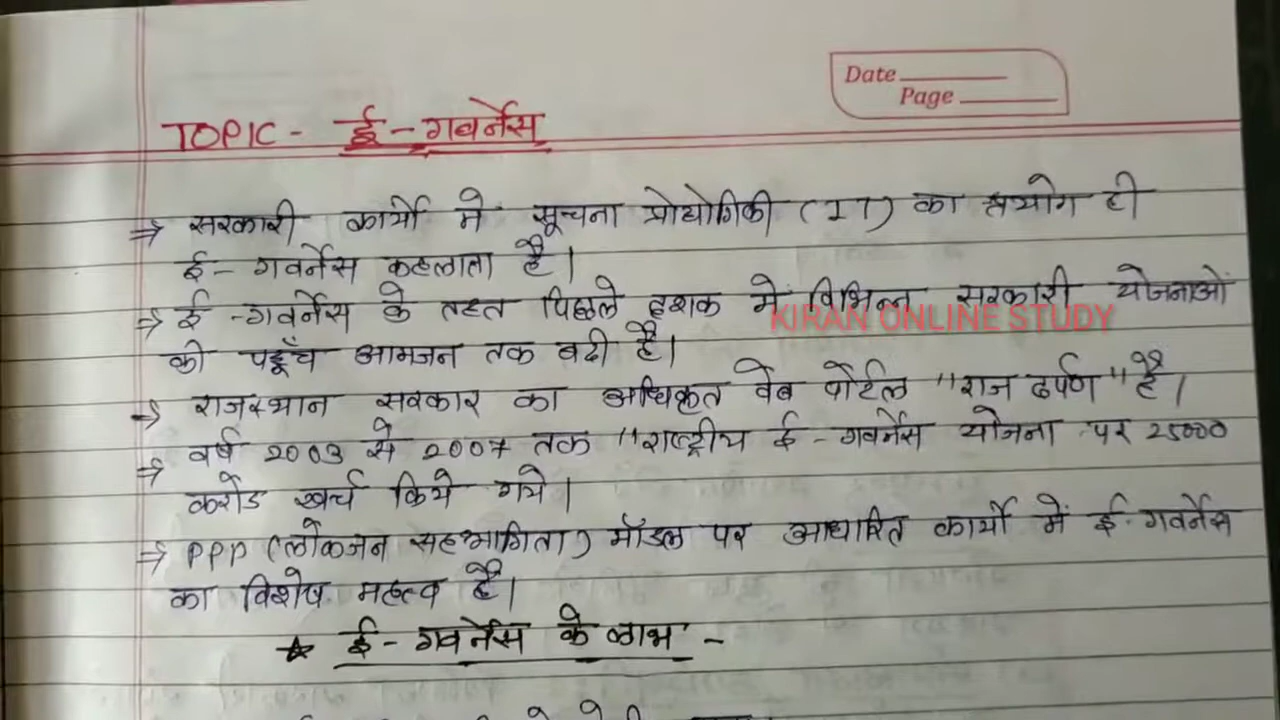 Date
Page
TOPIC- ई-गवर्नेस
⇒ सरकारी कार्यो मे सूचना प्रोद्योगिकी (IT) का प्रयोग ही
ई- गवर्नेस कहलाता है।
⇒ ई -गवर्नेस के तहत पिछले दशक में विभिन्न सरकारी योजनाओं
KIRAN ONLINE STUDY
की पहूँच आमजन तक बढी है।
→ राजस्थान सरकार का अधिकृत वेब पोर्टल "राज दर्पण" है।
⇒ वर्ष 2003 से 2007 तक "राष्ट्रीय ई-गवर्नेस योजना पर 25000
करोड खर्च किये गये।
⇒ PPP (लोकजन सहभागिता) मॉडल पर आधारित कार्यो में ई-गवर्नेस
का विशेष महत्व है।
☆ ई-गवर्नेस के लाभ -